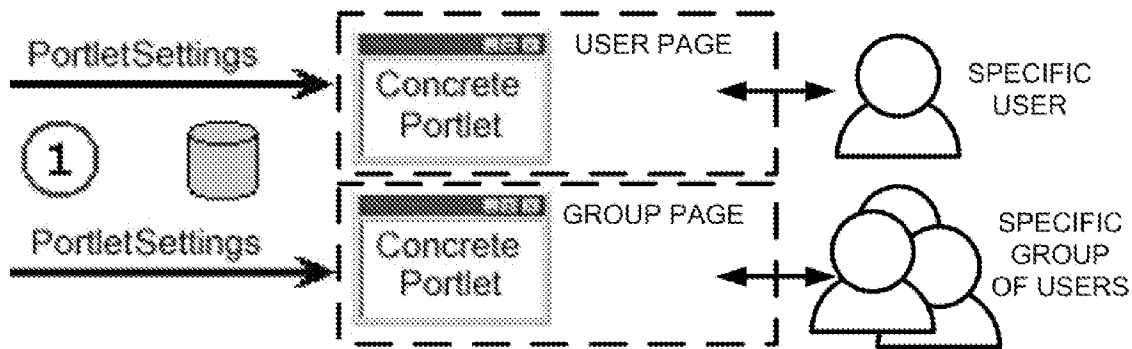 PortletSettings
USER PAGE
Concrete
Portlet
SPECIFIC
USER
1
PortletSettings
GROUP PAGE
Concrete
Portlet
SPECIFIC
GROUP
OF USERS